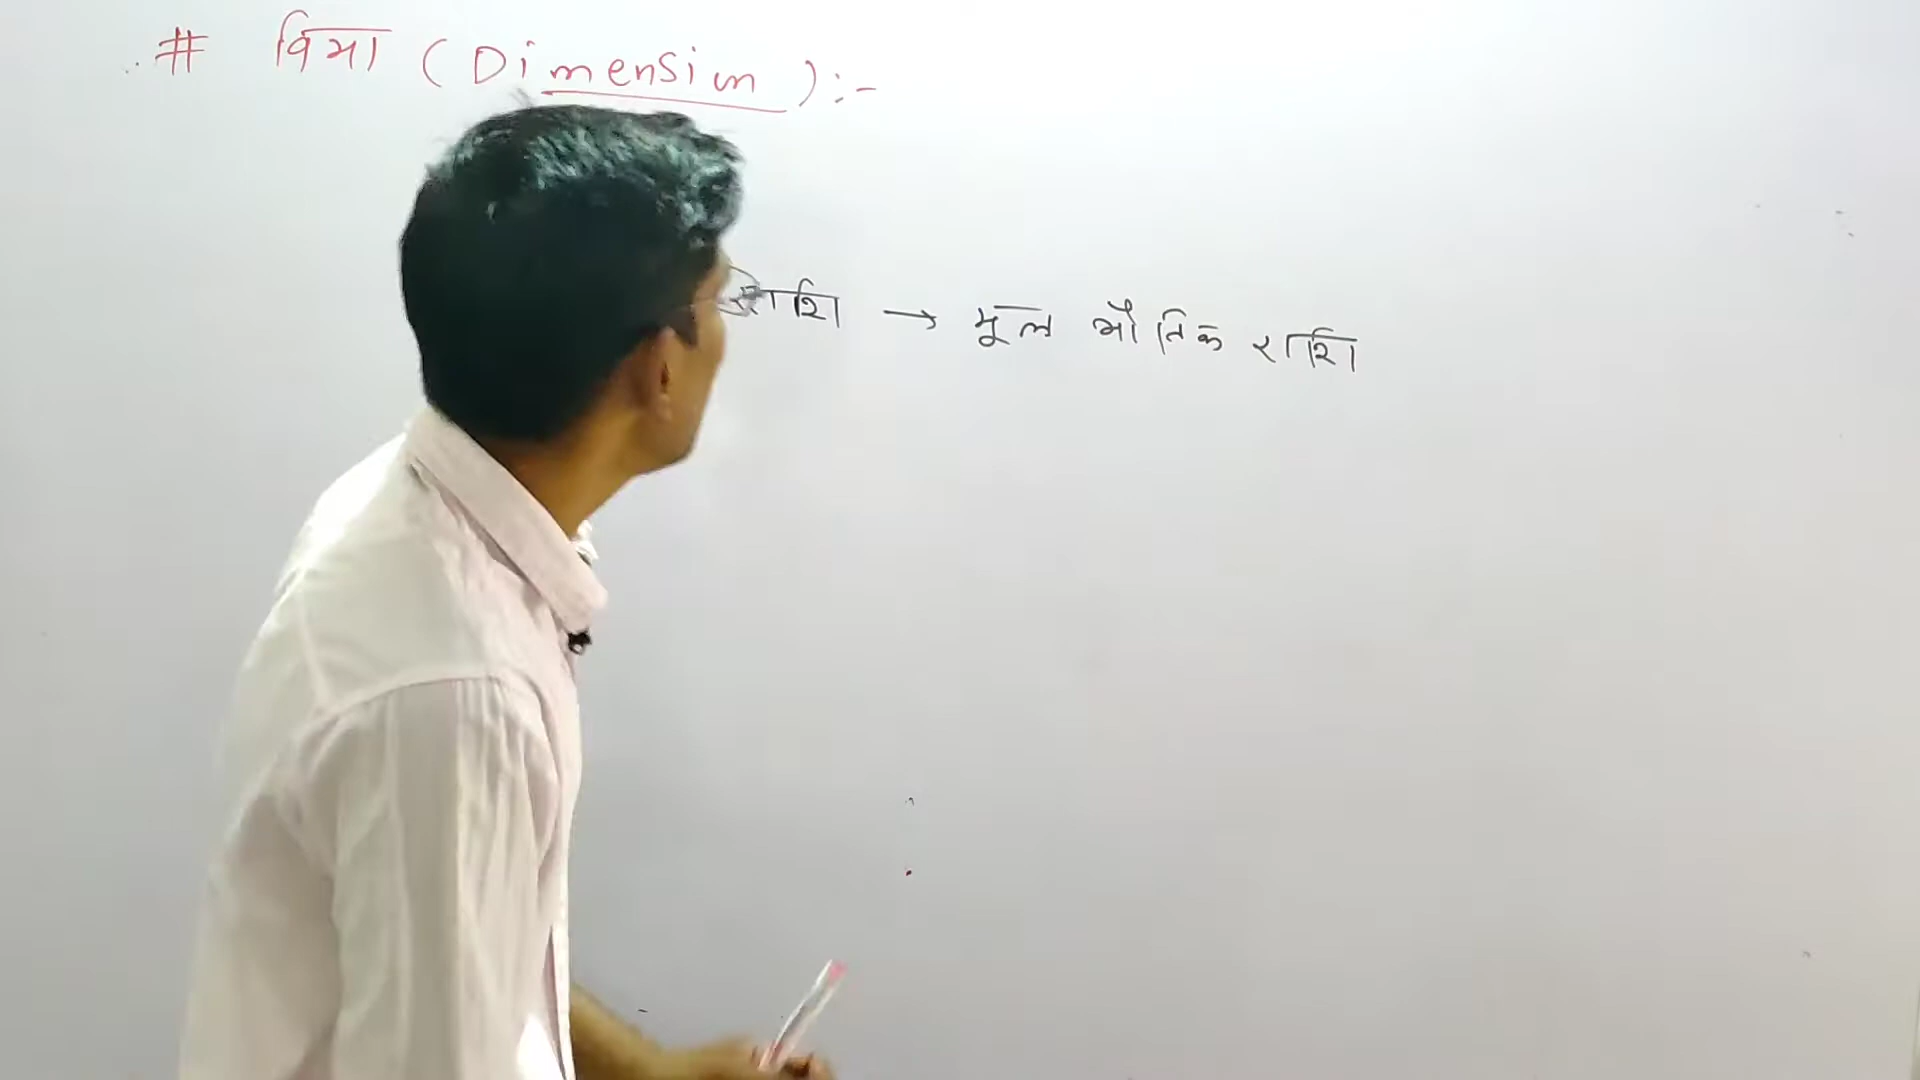 # विमा (Dimension):-
राशि → मूल भौतिक राशि